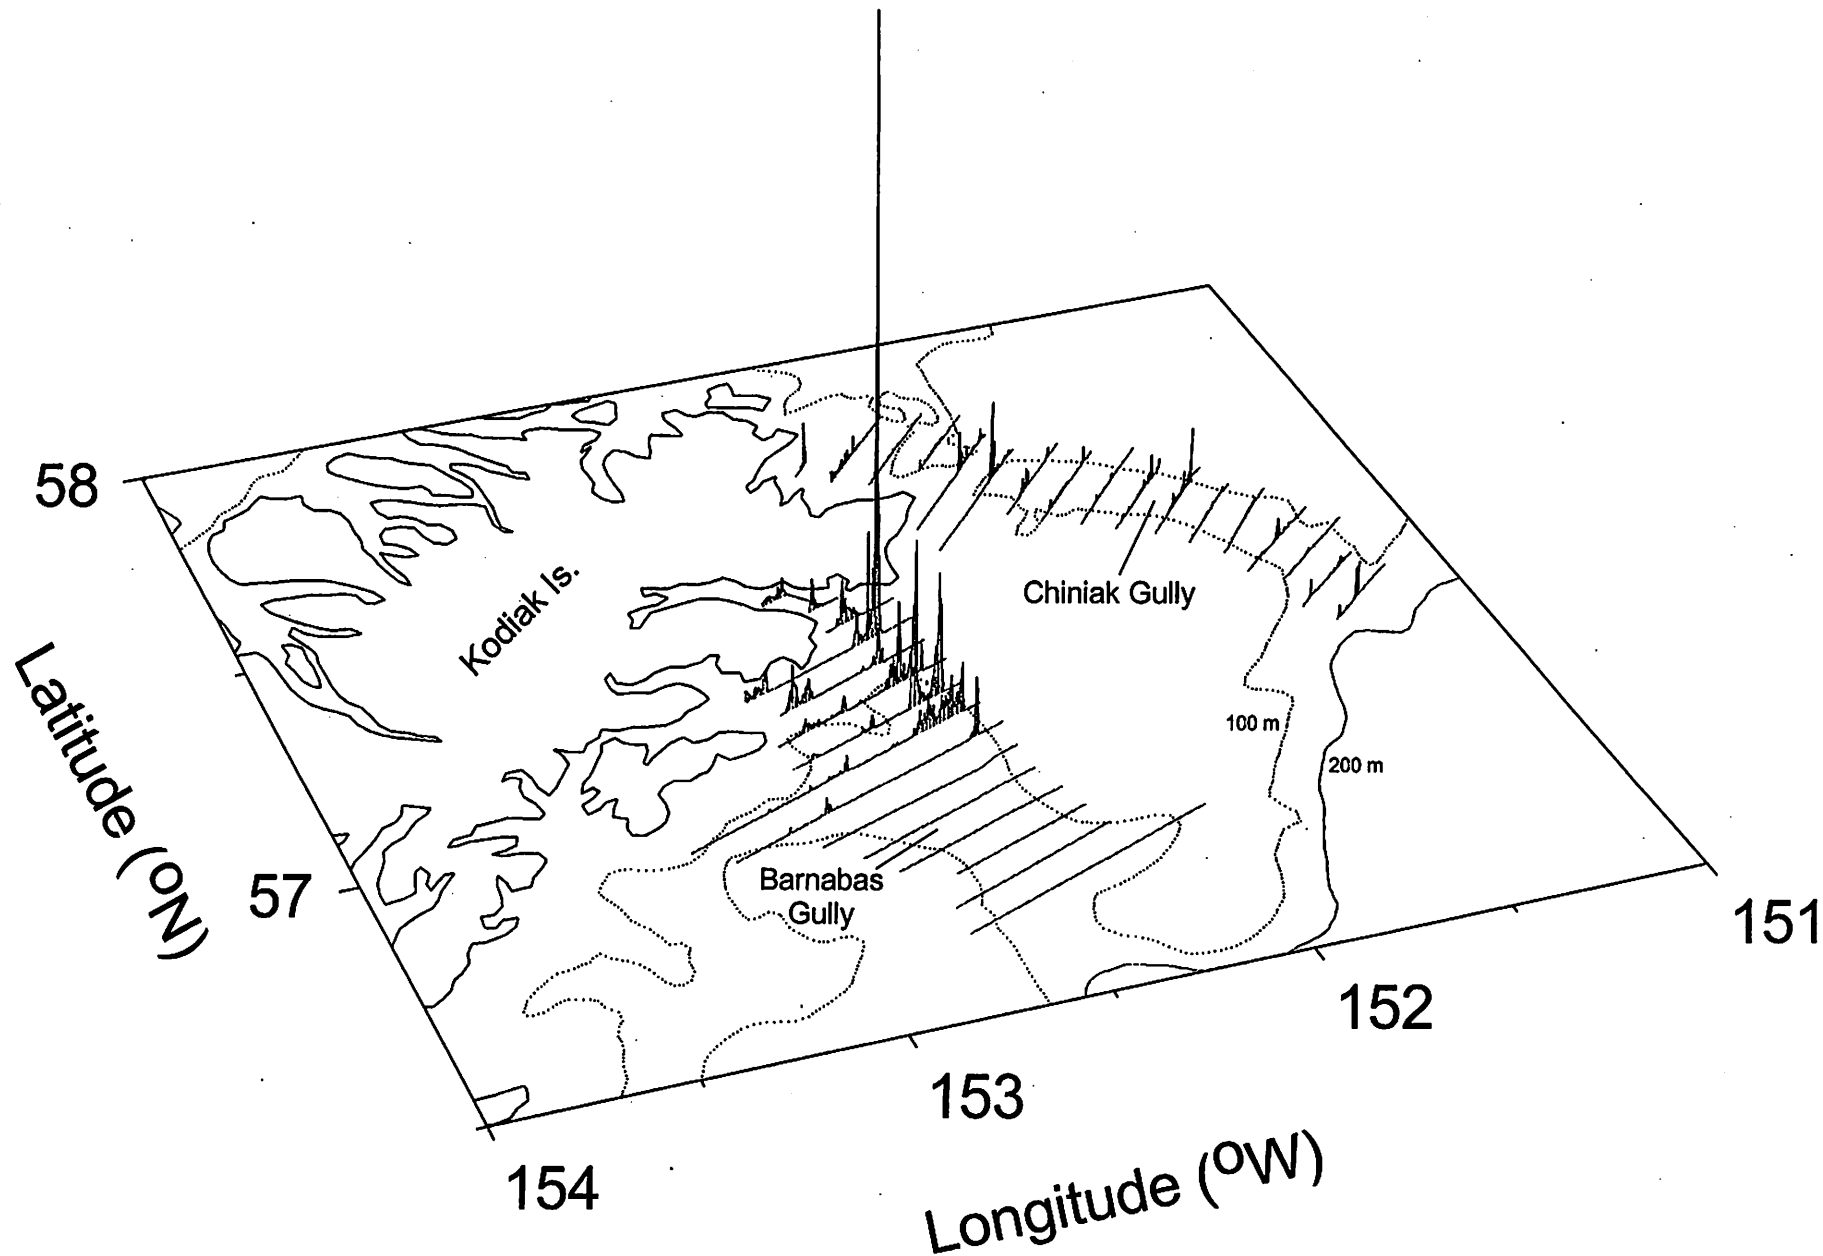 58
Kodiak Is.
Chiniak Gully
Latitude (ºN)
100 m
200 m
57
Barnabas
Gully
151
152
153
154
Longitude (ºW)